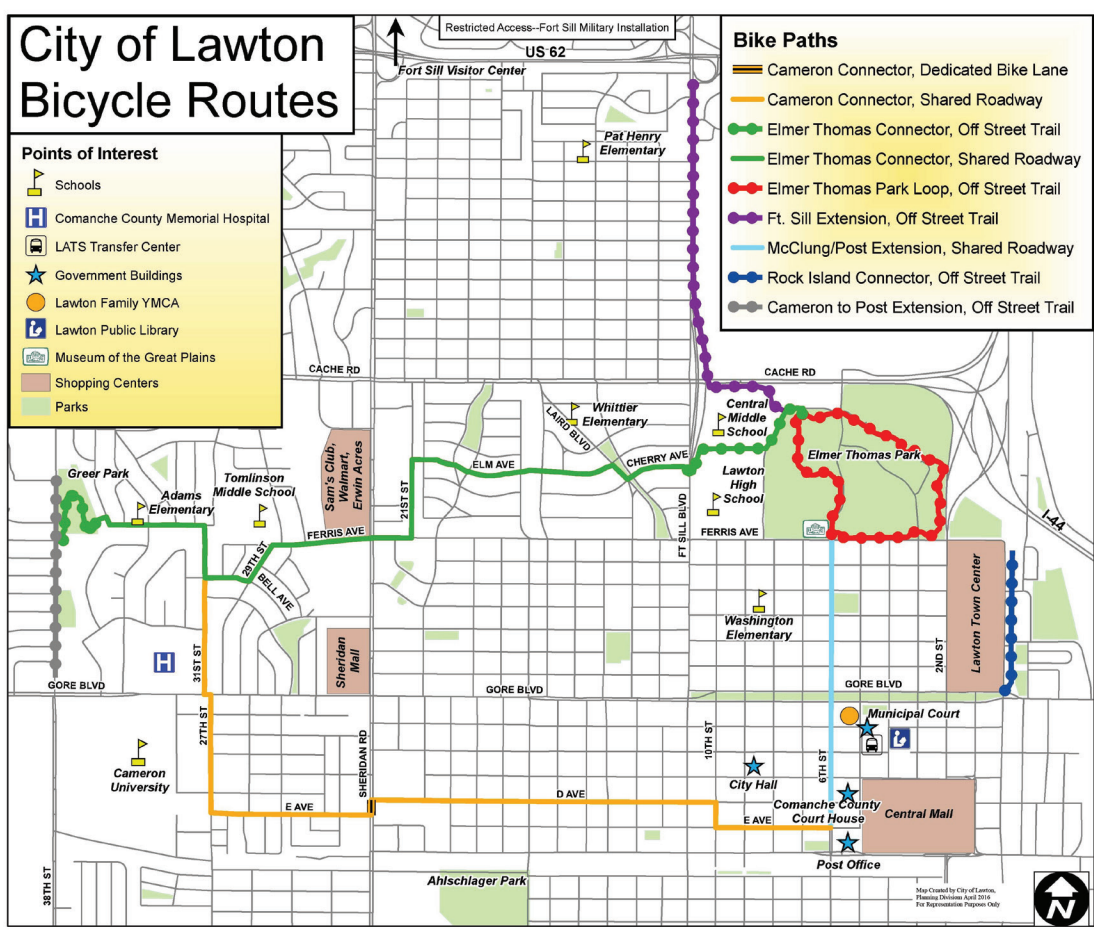 City of Lawton
Bicycle Routes
Restricted Access--Fort Sill Military Installation
US 62
Fort Sill Visitor Center
Bike Paths
Cameron Connector, Dedicated Bike Lane
Cameron Connector, Shared Roadway
Elmer Thomas Connector, Off Street Trail
Elmer Thomas Connector, Shared Roadway
Elmer Thomas Park Loop, Off Street Trail
Ft. Sill Extension, Off Street Trail
McClung/Post Extension, Shared Roadway
Rock Island Connector, Off Street Trail
Cameron to Post Extension, Off Street Trail
Points of Interest
Schools
H
Comanche County Memorial Hospital
LATS Transfer Center
Government Buildings
Lawton Family YMCA
Lawton Public Library
Museum of the Great Plains
Shopping Centers
Parks
Pat Henry
Elementary
CACHE RD
CACHE RD
Whittier
Elementary
LAIRD BLVD
Central
Middle
School
CHERRY AVE
ELM AVE
Elmer Thomas Park
Lawton
High
School
Greer Park
Adams
Elementary
Tomlinson
Middle School
Sam's Club,
Walmart,
Erwin Acres
21ST ST
FERRIS AVE
29TH ST
BELL AVE
FT SILL BLVD
FERRIS AVE
I-44
Washington
Elementary
Lawton Town Center
2ND ST
H
31ST ST
Sheridan
Mall
GORE BLVD
GORE BLVD
GORE BLVD
27TH ST
SHERIDAN RD
10TH ST
6TH ST
Municipal Court
Cameron
University
City Hall
E AVE
D AVE
E AVE
Comanche County
Court House
Central Mall
Post Office
38TH ST
Ahlschlager Park
Map Created by City of Lawton,
Planning Division April 2016
For Representation Purposes Only
N